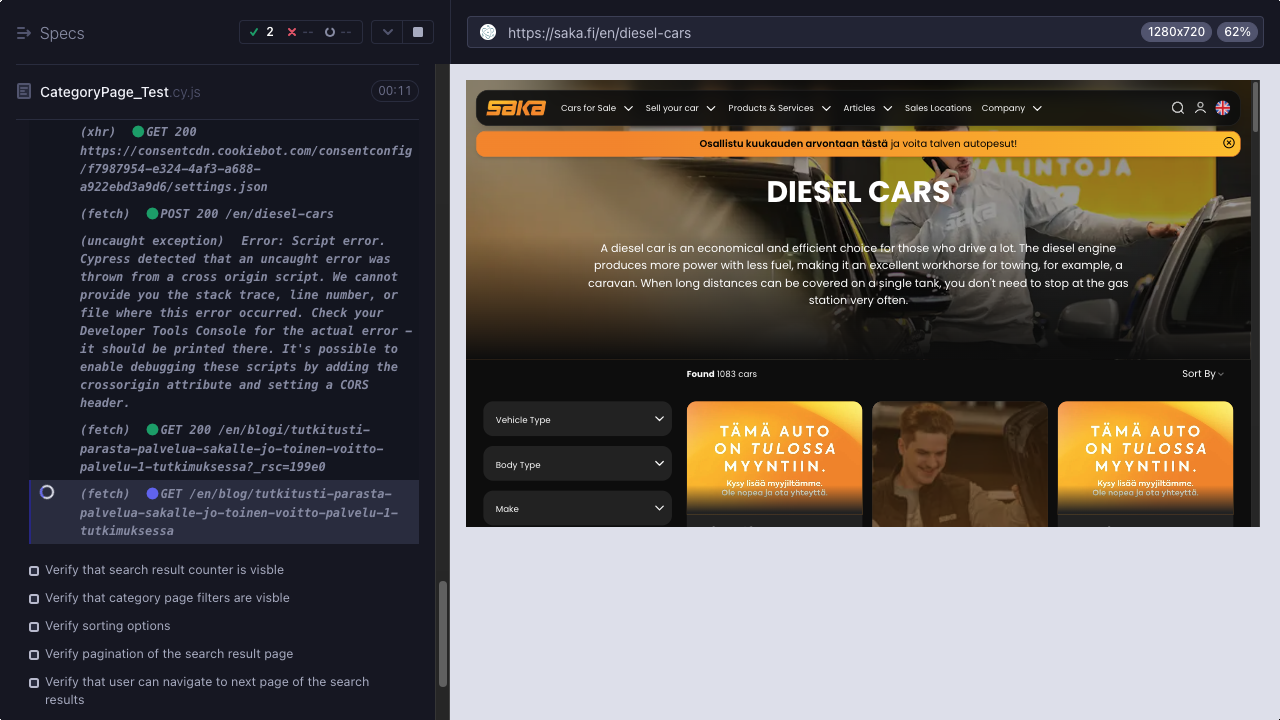 Specs
2
--
--
https://saka.fi/en/diesel-cars
1280x720
62%
CategoryPage_Test.cy.js
00:11
(xhr) GET 200
https://consentcdn.cookiebot.com/consentconfig
/f7987954-e324-4af3-a688-
a922ebd3a9d6/settings.json
(fetch) POST 200 /en/diesel-cars
(uncaught exception) Error: Script error.
Cypress detected that an uncaught error was
thrown from a cross origin script. We cannot
provide you the stack trace, line number, or
file where this error occurred. Check your
Developer Tools Console for the actual error -
it should be printed there. It's possible to
enable debugging these scripts by adding the
crossorigin attribute and setting a CORS
header.
(fetch) GET 200 /en/blogi/tutkitusti-
parasta-palvelua-sakalle-jo-toinen-voitto-
palvelu-1-tutkimuksessa?_rsc=199e0
(fetch) GET /en/blog/tutkitusti-parasta-
palvelua-sakalle-jo-toinen-voitto-palvelu-1-
tutkimuksessa
Verify that search result counter is visble
Verify that category page filters are visble
Verify sorting options
Verify pagination of the search result page
Verify that user can navigate to next page of the search
results
saka
Cars for Sale
Sell your car
Products & Services
Articles
Sales Locations
Company
Osallistu kuukauden arvontaan tästä ja voita talven autopesut!
VALINTOJA
DIESEL CARS
A diesel car is an economical and efficient choice for those who drive a lot. The diesel engine
produces more power with less fuel, making it an excellent workhorse for towing, for example, a
caravan. When long distances can be covered on a single tank, you don't need to stop at the gas
station very often.
Found 1083 cars
Sort By
Vehicle Type
Body Type
Make
TÄMÄ AUTO
ON TULOSSA
MYYNTIIN.
Kysy lisää myyjiltämme.
Ole nopea ja ota yhteyttä.
TÄMÄ AUTO
ON TULOSSA
MYYNTIIN.
Kysy lisää myyjiltämme.
Ole nopea ja ota yhteyttä.